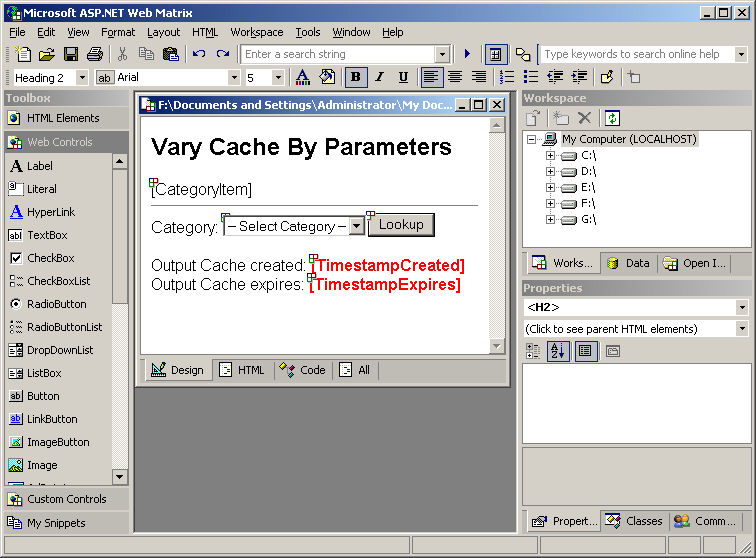 Microsoft ASP.NET Web Matrix
File Edit View Format Layout HTML Workspace Tools Window Help
Enter a search string
Type keywords to search online help
Heading 2 ab Arial 5 B I U
Toolbox
HTML Elements
Web Controls
A Label
Literal
A HyperLink
abl TextBox
CheckBox
CheckBoxList
RadioButton
RadioButtonList
DropDownList
ListBox
ab Button
ab LinkButton
ImageButton
Image
Custom Controls
My Snippets
F:\Documents and Settings\Administrator\My Doc...
Vary Cache By Parameters
[CategoryItem]
Category: -- Select Category -- Lookup
Output Cache created: [TimestampCreated]
Output Cache expires: [TimestampExpires]
Design HTML Code All
Workspace
My Computer (LOCALHOST)
C:\
D:\
E:\
F:\
G:\
Works... Data Open I...
Properties
<H2>
(Click to see parent HTML elements)
Propert... Classes Comm...